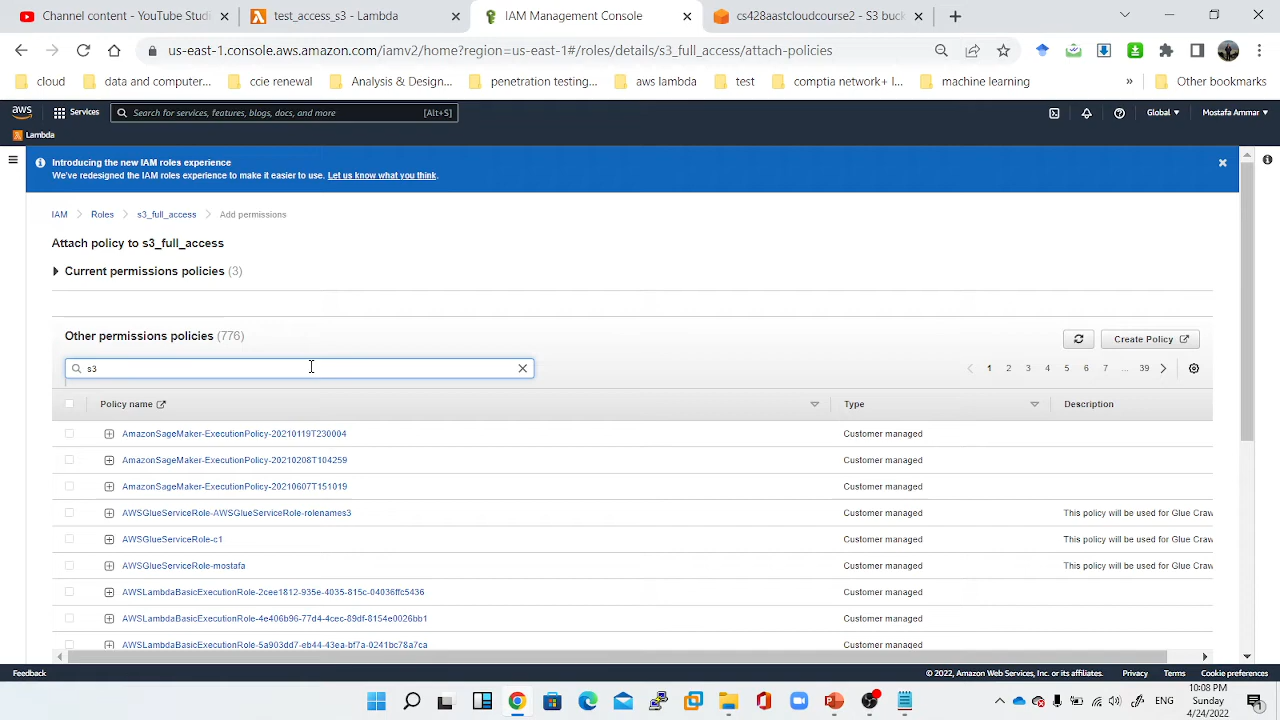 Channel content - YouTube Stud
test_access_s3 - Lambda
IAM Management Console
cs428aastcloudcourse2 - S3 buck
us-east-1.console.aws.amazon.com/iamv2/home?region=us-east-1#/roles/details/s3_full_access/attach-policies
cloud
data and computer...
ccie renewal
Analysis & Design...
penetration testing...
aws lambda
test
comptia network+ l...
machine learning
»
Other bookmarks
aws
Services
Search for services, features, blogs, docs, and more
[Alt+S]
Global
Mostafa Ammar
Lambda
Introducing the new IAM roles experience
We've redesigned the IAM roles experience to make it easier to use. Let us know what you think.
IAM > Roles > s3_full_access > Add permissions
Attach policy to s3_full_access
Current permissions policies (3)
Other permissions policies (776)
Create Policy
s3
1 2 3 4 5 6 7 ... 39
Policy name
Type
Description
AmazonSageMaker-ExecutionPolicy-20210119T230004
Customer managed
AmazonSageMaker-ExecutionPolicy-20210208T104259
Customer managed
AmazonSageMaker-ExecutionPolicy-20210607T151019
Customer managed
AWSGlueServiceRole-AWSGlueServiceRole-rolenames3
Customer managed
This policy will be used for Glue Craw
AWSGlueServiceRole-c1
Customer managed
This policy will be used for Glue Craw
AWSGlueServiceRole-mostafa
Customer managed
This policy will be used for Glue Craw
AWSLambdaBasicExecutionRole-2cee1812-935e-4035-815c-04036ffc5436
Customer managed
AWSLambdaBasicExecutionRole-4e406b96-77d4-4cec-89df-8154e0026bb1
Customer managed
AWSLambdaBasicExecutionRole-5a903dd7-eb44-43ea-bf7a-0241bc78a7ca
Customer managed
Feedback
© 2022, Amazon Web Services, Inc. or its affiliates.
Privacy
Terms
Cookie preferences
ENG
10:08 PM
Sunday
4/24/2022
1